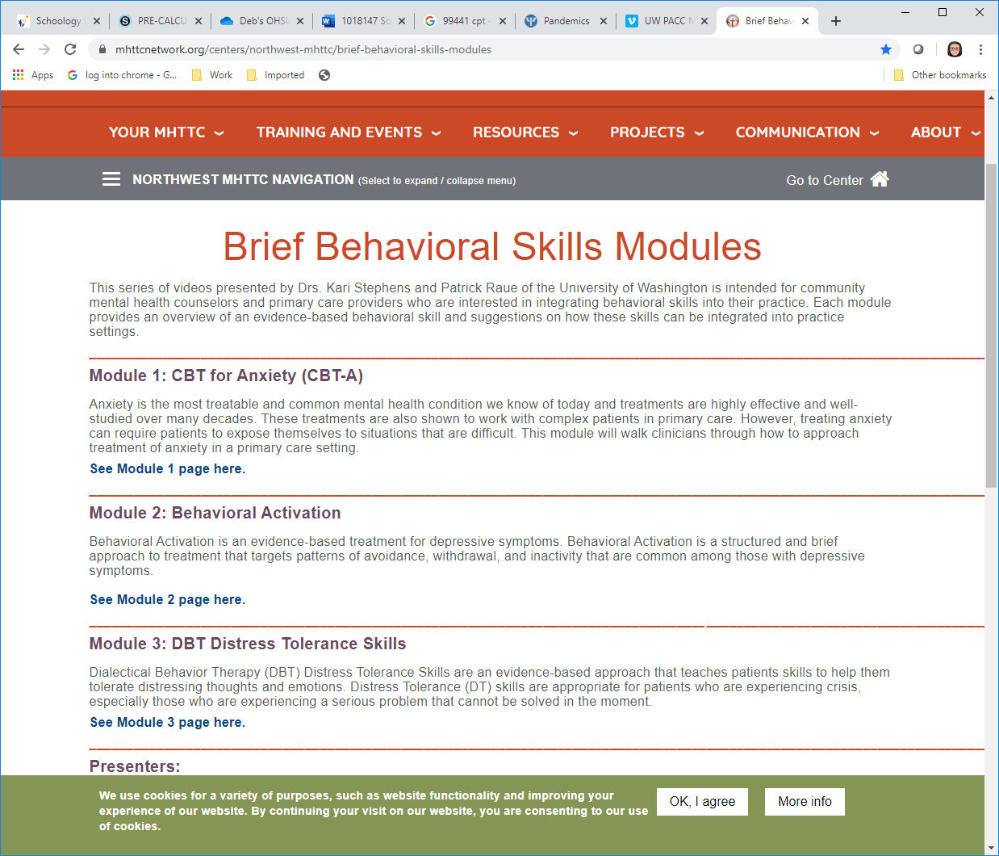 Schoology
PRE-CALCU
Deb's OHSU
1018147 Sc
99441 cpt -
Pandemics
UW PACC M
Brief Behav
mhttcnetwork.org/centers/northwest-mhttc/brief-behavioral-skills-modules
Apps
log into chrome - G...
Work
Imported
Other bookmarks
YOUR MHTTC
TRAINING AND EVENTS
RESOURCES
PROJECTS
COMMUNICATION
ABOUT
NORTHWEST MHTTC NAVIGATION (Select to expand / collapse menu)
Go to Center
Brief Behavioral Skills Modules
This series of videos presented by Drs. Kari Stephens and Patrick Raue of the University of Washington is intended for community
mental health counselors and primary care providers who are interested in integrating behavioral skills into their practice. Each module
provides an overview of an evidence-based behavioral skill and suggestions on how these skills can be integrated into practice
settings.
Module 1: CBT for Anxiety (CBT-A)
Anxiety is the most treatable and common mental health condition we know of today and treatments are highly effective and well-
studied over many decades. These treatments are also shown to work with complex patients in primary care. However, treating anxiety
can require patients to expose themselves to situations that are difficult. This module will walk clinicians through how to approach
treatment of anxiety in a primary care setting.
See Module 1 page here.
Module 2: Behavioral Activation
Behavioral Activation is an evidence-based treatment for depressive symptoms. Behavioral Activation is a structured and brief
approach to treatment that targets patterns of avoidance, withdrawal, and inactivity that are common among those with depressive
symptoms.
See Module 2 page here.
Module 3: DBT Distress Tolerance Skills
Dialectical Behavior Therapy (DBT) Distress Tolerance Skills are an evidence-based approach that teaches patients skills to help them
tolerate distressing thoughts and emotions. Distress Tolerance (DT) skills are appropriate for patients who are experiencing crisis,
especially those who are experiencing a serious problem that cannot be solved in the moment.
See Module 3 page here.
Presenters:
We use cookies for a variety of purposes, such as website functionality and improving your
experience of our website. By continuing your visit on our website, you are consenting to our use
of cookies.
OK, I agree
More info